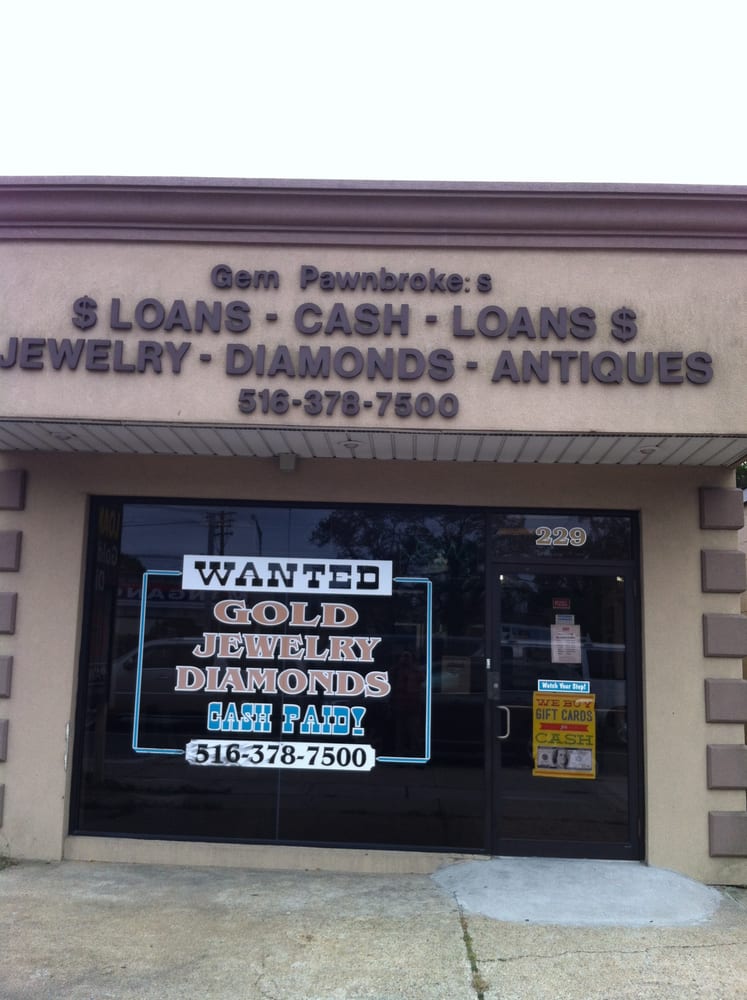 Gem Pawnbroke:s
$ LOANS - CASH - LOANS $
JEWELRY - DIAMONDS - ANTIQUES
516-378-7500
229
WANTED
GOLD
JEWELRY
DIAMONDS
CASH PAID!
516-378-7500
Watch Your Step!
WE BUY
GIFT CARDS
for
CASH